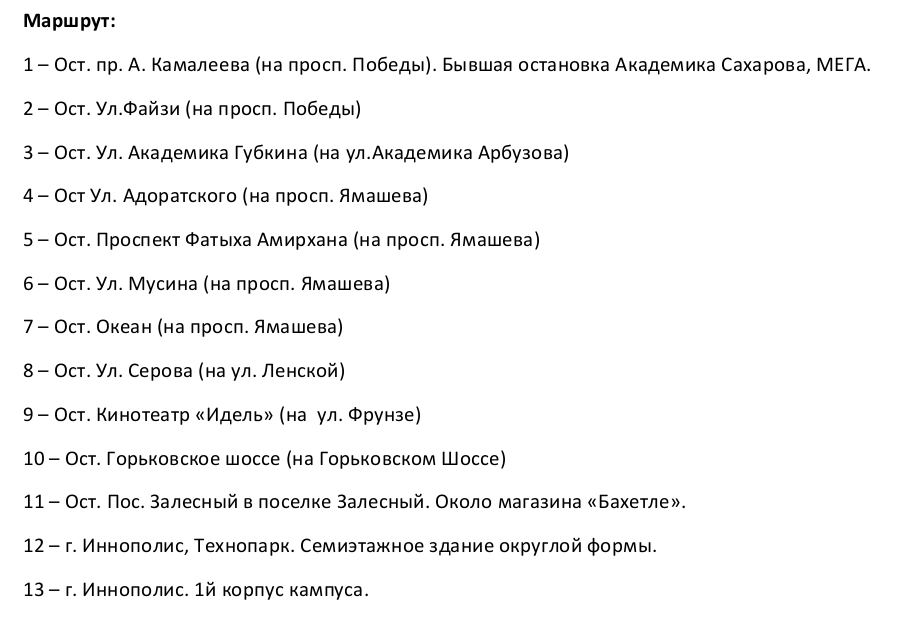 Маршрут:
1 – Ост. пр. А. Камалеева (на просп. Победы). Бывшая остановка Академика Сахарова, МЕГА.
2 – Ост. Ул.Файзи (на просп. Победы)
3 – Ост. Ул. Академика Губкина (на ул.Академика Арбузова)
4 – Ост Ул. Адоратского (на просп. Ямашева)
5 – Ост. Проспект Фатыха Амирхана (на просп. Ямашева)
6 – Ост. Ул. Мусина (на просп. Ямашева)
7 – Ост. Океан (на просп. Ямашева)
8 – Ост. Ул. Серова (на ул. Ленской)
9 – Ост. Кинотеатр «Идель» (на  ул. Фрунзе)
10 – Ост. Горьковское шоссе (на Горьковском Шоссе)
11 – Ост. Пос. Залесный в поселке Залесный. Около магазина «Бахетле».
12 – г. Иннополис, Технопарк. Семиэтажное здание округлой формы.
13 – г. Иннополис. 1й корпус кампуса.